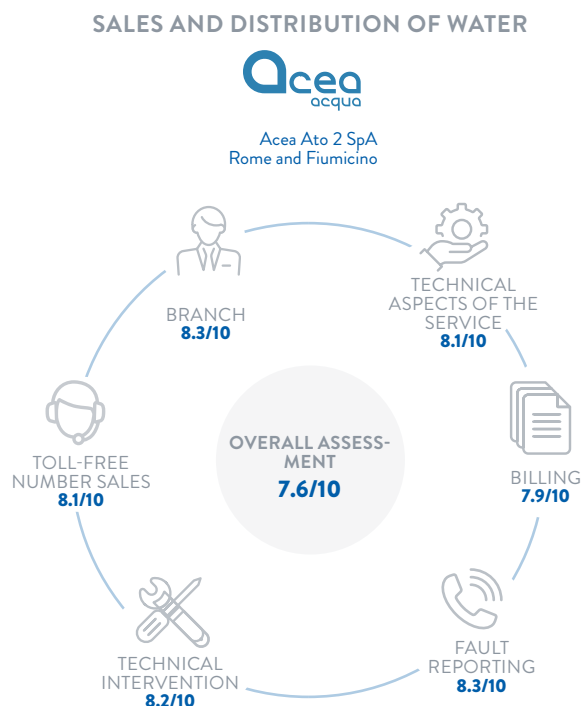 SALES AND DISTRIBUTION OF WATER
acea
acqua
Acea Ato 2 SpA
Rome and Fiumicino
BRANCH
8.3/10
TECHNICAL
ASPECTS OF THE
SERVICE
8.1/10
TOLL-FREE
NUMBER SALES
8.1/10
OVERALL ASSESS-
MENT
7.6/10
BILLING
7.9/10
TECHNICAL
INTERVENTION
8.2/10
FAULT
REPORTING
8.3/10